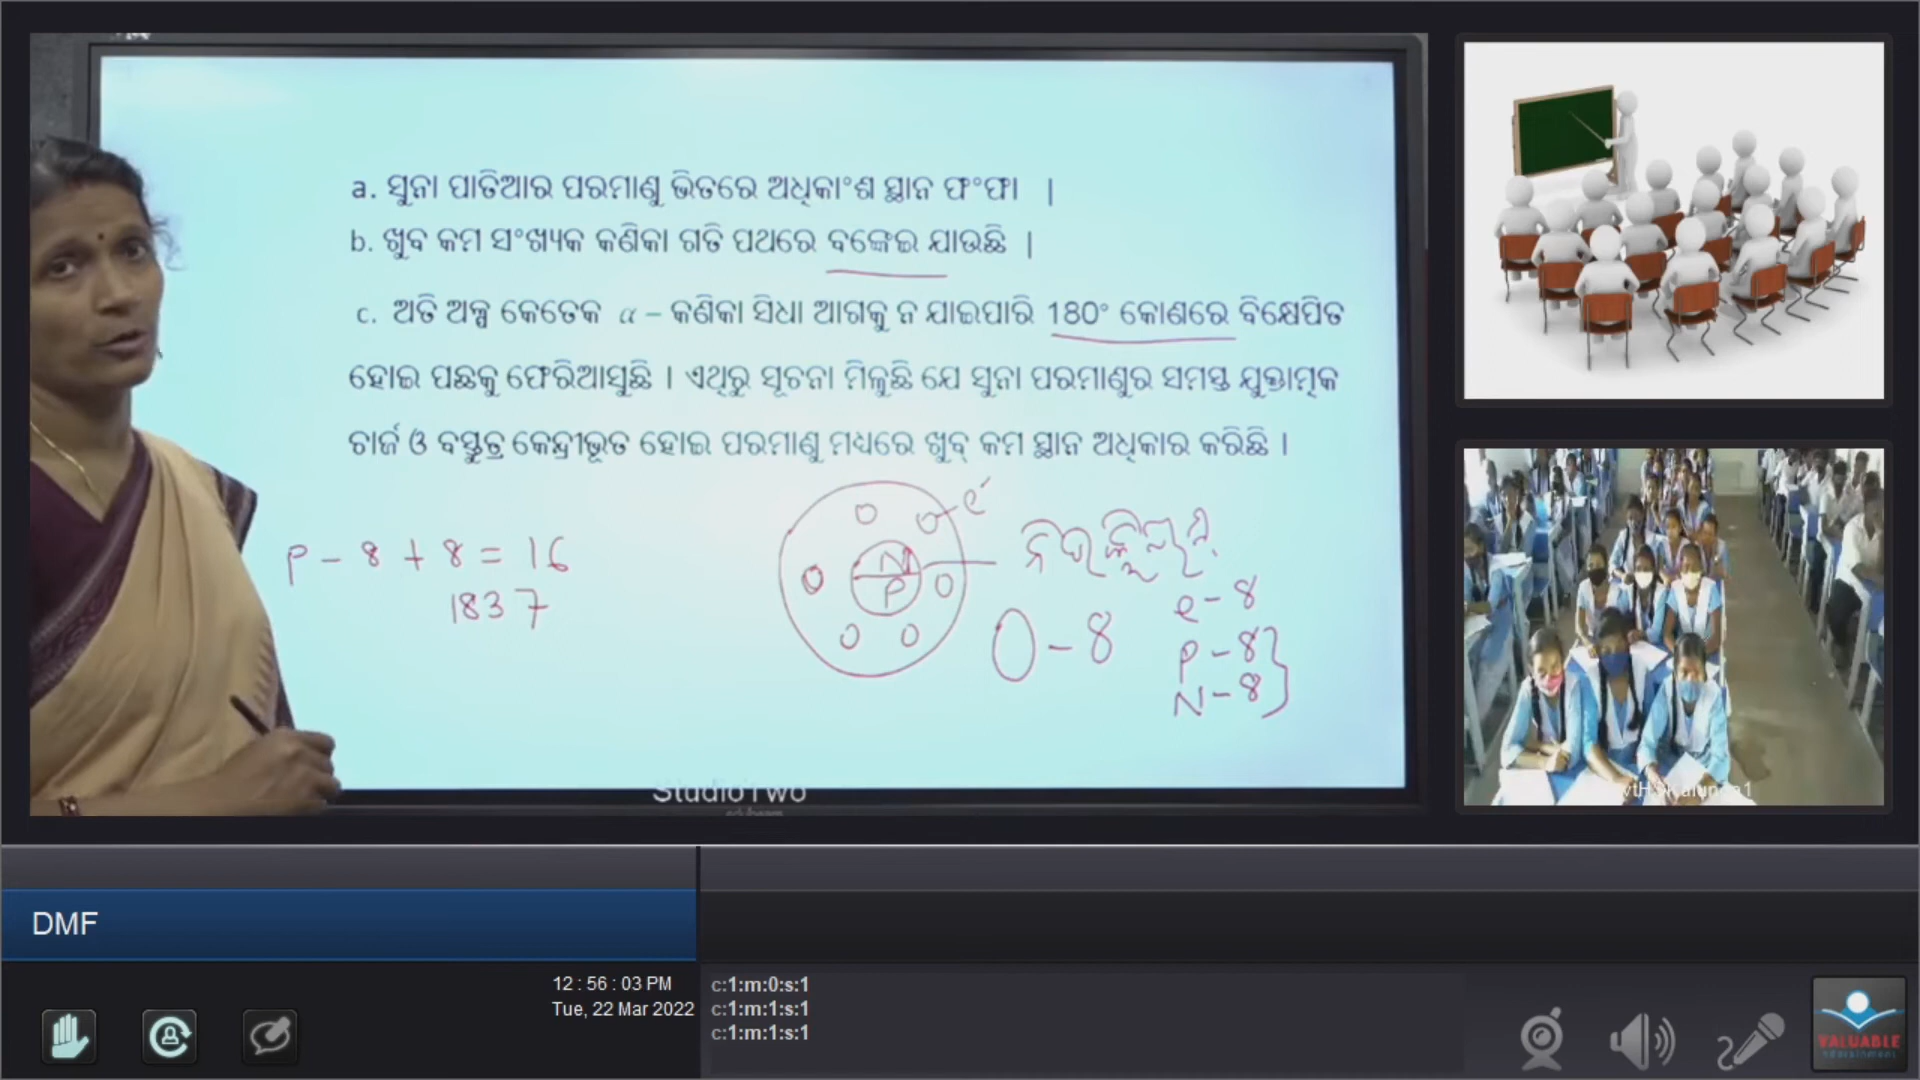 a. ସୁନା ପାତିଆର ପରମାଣୁ ଭିତରେ ଅଧିକାଂଶ ସ୍ଥାନ ଫଂଫା |
b. ଖୁବ କମ ସଂଖ୍ୟକ କଣିକା ଗତି ପଥରେ ବଙ୍କେଇ ଯାଉଛି |
c. ଅତି ଅଳ୍ପ କେତେକ α – କଣିକା ସିଧା ଆଗକୁ ନ ଯାଇପାରି 180° କୋଣରେ ବିକ୍ଷେପିତ
ହୋଇ ପଛକୁ ଫେରିଆସୁଛି । ଏଥିରୁ ସୂଚନା ମିଳୁଛି ଯେ ସୁନା ପରମାଣୁର ସମସ୍ତ ଯୁକ୍ତାତ୍ମକ
ଚାର୍ଜ ଓ ବସ୍ତୁତ୍ର କେନ୍ଦ୍ରୀଭୂତ ହୋଇ ପରମାଣୁ ମଧ୍ୟରେ ଖୁବ୍ କମ ସ୍ଥାନ ଅଧିକାର କରିଛି ।
P – 8 + 8 = 16
1837
e⁻
N
P
O – 8
e – 8
P – 8
N – 8
StudioTwo
DMF
12 : 56 : 03 PM
Tue, 22 Mar 2022
c:1:m:0:s:1
c:1:m:1:s:1
c:1:m:1:s:1
VALUABLE